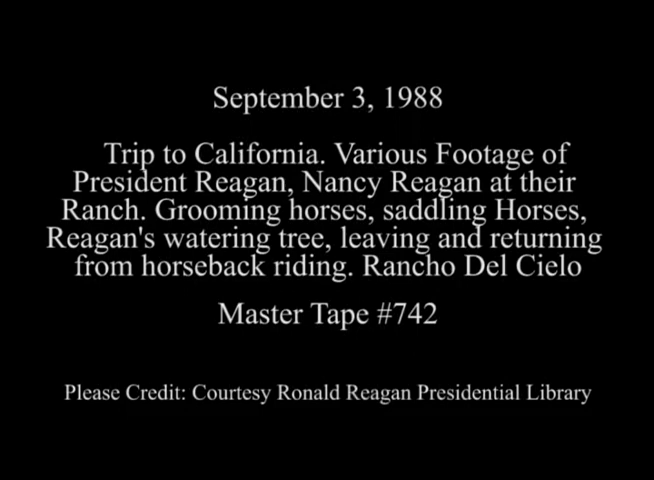 September 3, 1988
Trip to California. Various Footage of
President Reagan, Nancy Reagan at their
Ranch. Grooming horses, saddling Horses,
Reagan's watering tree, leaving and returning
from horseback riding. Rancho Del Cielo
Master Tape #742
Please Credit: Courtesy Ronald Reagan Presidential Library